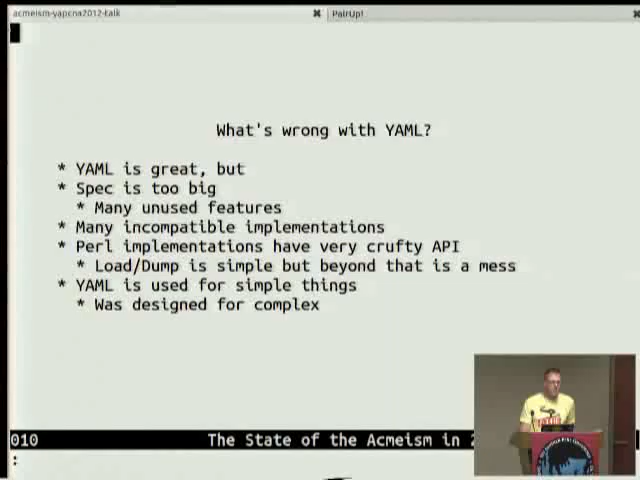 acmeism-yapcna2012-talk
PairUp!
What's wrong with YAML?
* YAML is great, but
* Spec is too big
* Many unused features
* Many incompatible implementations
* Perl implementations have very crufty API
* Load/Dump is simple but beyond that is a mess
* YAML is used for simple things
* Was designed for complex
010
The State of the Acmeism in 2
: